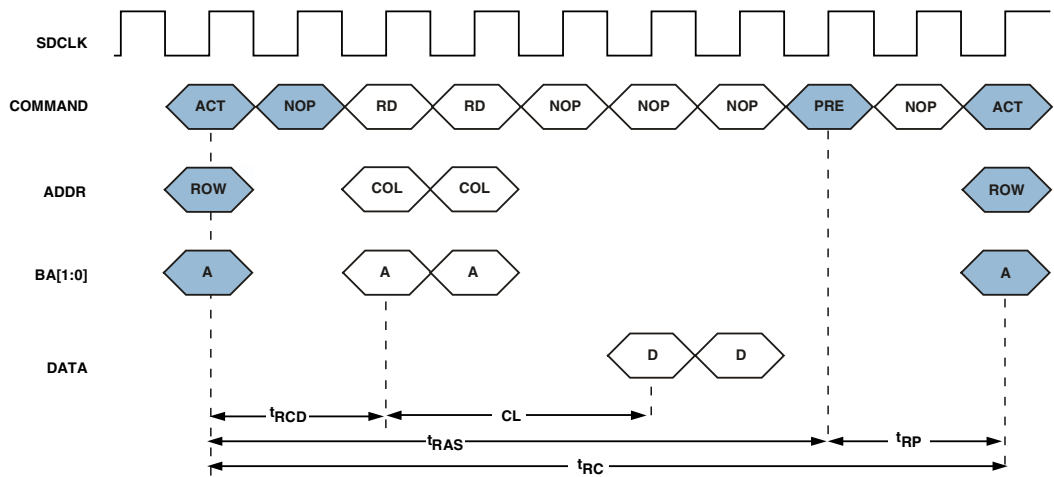 SDCLK
COMMAND ACT NOP RD RD NOP NOP NOP PRE NOP ACT
ADDR ROW COL COL ROW
BA[1:0] A A A A
DATA D D
tRCD CL
tRAS tRP
tRC